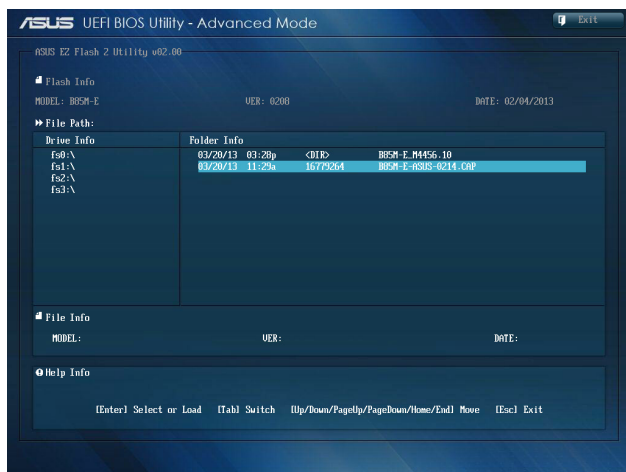 ASUS UEFI BIOS Utility - Advanced Mode
Exit
ASUS EZ Flash 2 Utility v02.00
Flash Info
MODEL: B85M-E VER: 0208 DATE: 02/04/2013
File Path:
Drive Info Folder Info
fs0:\ 03/20/13 03:28p <DIR> B85M-E_M4456.10
fs1:\ 03/20/13 11:29a 16779264 B85M-E-ASUS-0214.CAP
fs2:\
fs3:\
File Info
MODEL: VER: DATE:
Help Info
[Enter] Select or Load [Tab] Switch [Up/Down/PageUp/PageDown/Home/End] Move [Esc] Exit